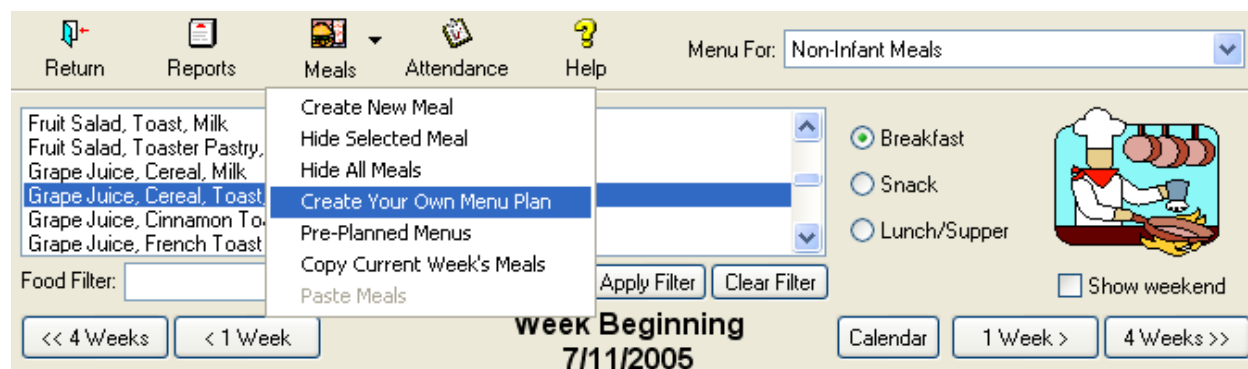 Return Reports Meals Attendance Help Menu For: Non-Infant Meals
Create New Meal
Hide Selected Meal
Hide All Meals
Create Your Own Menu Plan
Pre-Planned Menus
Copy Current Week's Meals
Paste Meals
Fruit Salad, Toast, Milk
Fruit Salad, Toaster Pastry,
Grape Juice, Cereal, Milk
Grape Juice, Cereal, Toast
Grape Juice, Cinnamon
Grape Juice, French Toast
Breakfast
Snack
Lunch/Supper
Food Filter: Apply Filter Clear Filter Show weekend
<< 4 Weeks < 1 Week Week Beginning Calendar 1 Week > 4 Weeks >>
7/11/2005